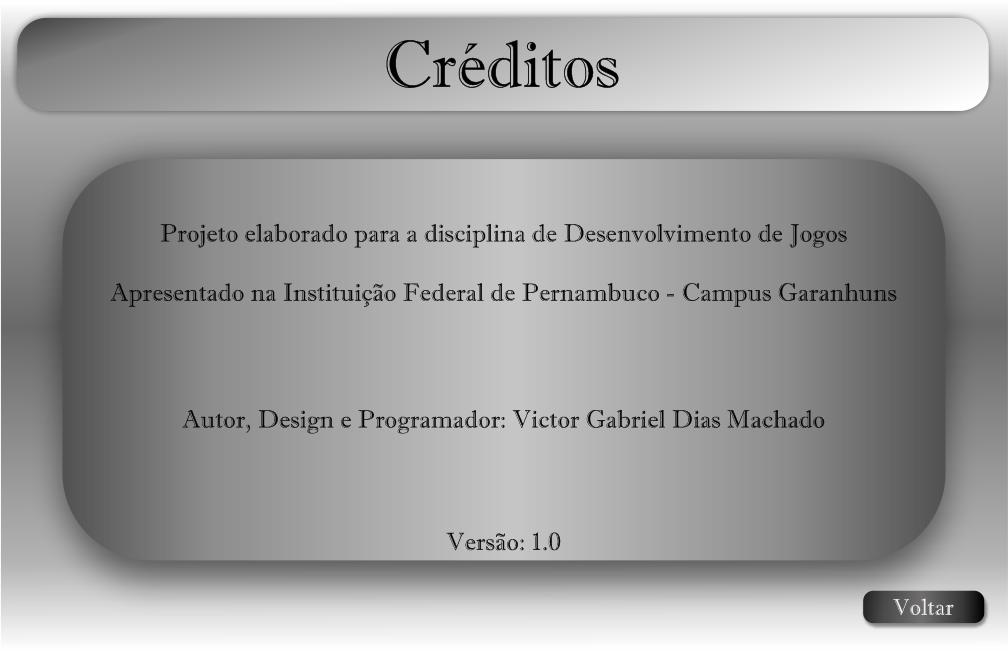 Créditos
Projeto elaborado para a disciplina de Desenvolvimento de Jogos
Apresentado na Instituição Federal de Pernambuco - Campus Garanhuns
Autor, Design e Programador: Victor Gabriel Dias Machado
Versão: 1.0
Voltar